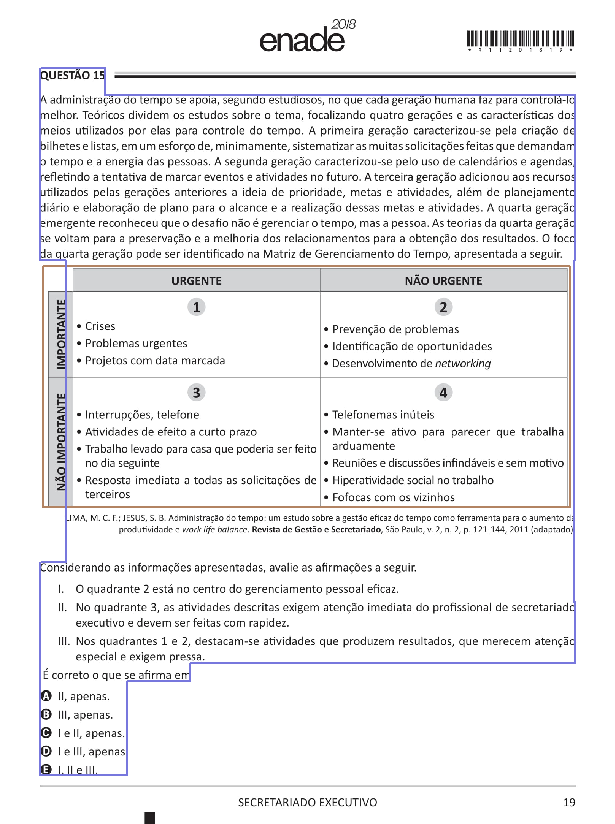 enade 2018
QUESTÃO 15
A administração do tempo se apoia, segundo estudiosos, no que cada geração humana faz para controlá-lo
melhor. Teóricos dividem os estudos sobre o tema, focalizando quatro gerações e as características dos
meios utilizados por elas para controle do tempo. A primeira geração caracterizou-se pela criação de
bilhetes e listas, em um esforço de, minimamente, sistematizar as muitas solicitações feitas que demandam
o tempo e a energia das pessoas. A segunda geração caracterizou-se pelo uso de calendários e agendas,
refletindo a tentativa de marcar eventos e atividades no futuro. A terceira geração adicionou aos recursos
utilizados pelas gerações anteriores a ideia de prioridade, metas e atividades, além de planejamento
diário e elaboração de plano para o alcance e a realização dessas metas e atividades. A quarta geração
emergente reconheceu que o desafio não é gerenciar o tempo, mas a pessoa. As teorias da quarta geração
se voltam para a preservação e a melhoria dos relacionamentos para a obtenção dos resultados. O foco
da quarta geração pode ser identificado na Matriz de Gerenciamento do Tempo, apresentada a seguir.
URGENTE
NÃO URGENTE
IMPORTANTE
1
• Crises
• Problemas urgentes
• Projetos com data marcada
2
• Prevenção de problemas
• Identificação de oportunidades
• Desenvolvimento de networking
NÃO IMPORTANTE
3
• Interrupções, telefone
• Atividades de efeito a curto prazo
• Trabalho levado para casa que poderia ser feito
no dia seguinte
• Resposta imediata a todas as solicitações de
terceiros
4
• Telefonemas inúteis
• Manter-se ativo para parecer que trabalha
arduamente
• Reuniões e discussões infindáveis e sem motivo
• Hiperatividade social no trabalho
• Fofocas com os vizinhos
LIMA, M. C. F.; JESUS, S. B. Administração do tempo: um estudo sobre a gestão eficaz do tempo como ferramenta para o aumento da
produtividade e work life balance. Revista de Gestão e Secretariado, São Paulo, v. 2, n. 2, p. 121-144, 2011 (adaptado).
Considerando as informações apresentadas, avalie as afirmações a seguir.
I. O quadrante 2 está no centro do gerenciamento pessoal eficaz.
II. No quadrante 3, as atividades descritas exigem atenção imediata do profissional de secretariado
executivo e devem ser feitas com rapidez.
III. Nos quadrantes 1 e 2, destacam-se atividades que produzem resultados, que merecem atenção
especial e exigem pressa.
É correto o que se afirma em
A II, apenas.
B III, apenas.
C I e II, apenas.
D I e III, apenas.
E I, II e III.
SECRETARIADO EXECUTIVO
19